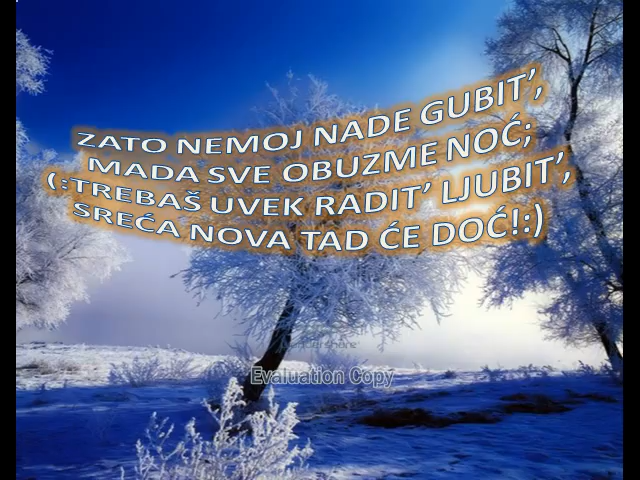 ZATO NEMOJ NADE GUBIT’,
MADA SVE OBUZME NOĆ;
(:TREBAŠ UVEK RADIT’ LJUBIT’,
SREĆA NOVA TAD ĆE DOĆ!:)
Evaluation Copy